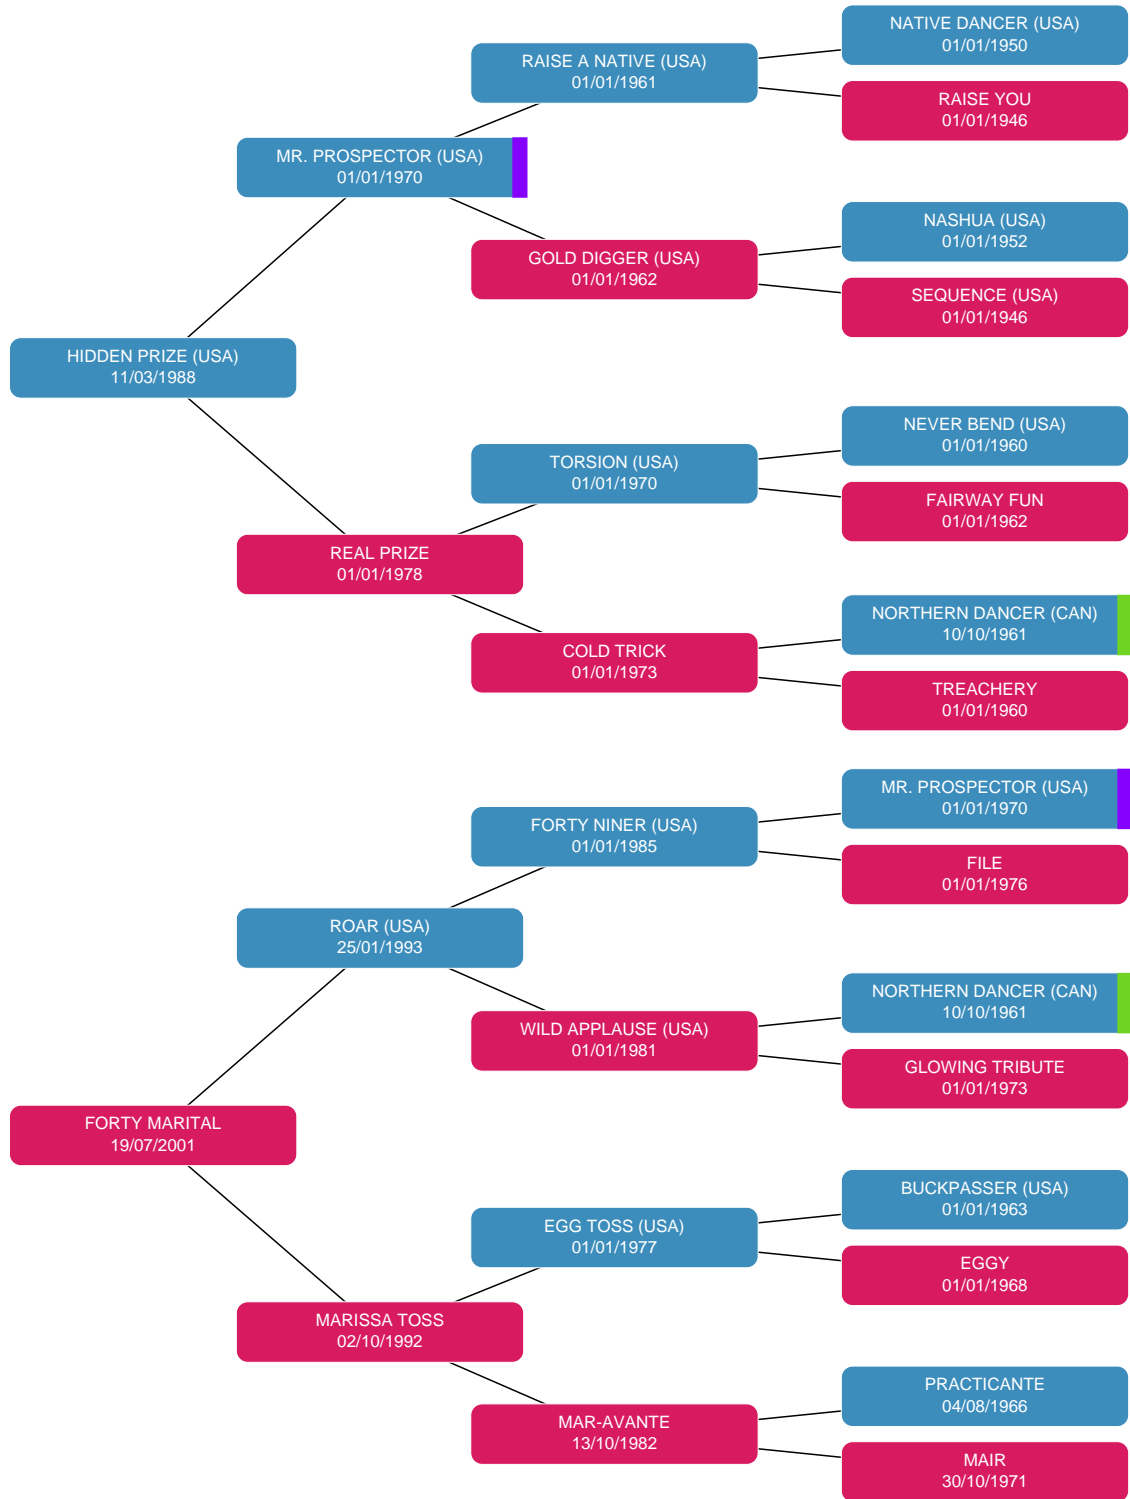 NATIVE DANCER (USA)
01/01/1950
RAISE A NATIVE (USA)
01/01/1961
RAISE YOU
01/01/1946
MR. PROSPECTOR (USA)
01/01/1970
NASHUA (USA)
01/01/1952
GOLD DIGGER (USA)
01/01/1962
SEQUENCE (USA)
01/01/1946
HIDDEN PRIZE (USA)
11/03/1988
NEVER BEND (USA)
01/01/1960
TORSION (USA)
01/01/1970
FAIRWAY FUN
01/01/1962
REAL PRIZE
01/01/1978
NORTHERN DANCER (CAN)
10/10/1961
COLD TRICK
01/01/1973
TREACHERY
01/01/1960
MR. PROSPECTOR (USA)
01/01/1970
FORTY NINER (USA)
01/01/1985
FILE
01/01/1976
ROAR (USA)
25/01/1993
NORTHERN DANCER (CAN)
10/10/1961
WILD APPLAUSE (USA)
01/01/1981
GLOWING TRIBUTE
01/01/1973
FORTY MARITAL
19/07/2001
BUCKPASSER (USA)
01/01/1963
EGG TOSS (USA)
01/01/1977
EGGY
01/01/1968
MARISSA TOSS
02/10/1992
PRACTICANTE
04/08/1966
MAR-AVANTE
13/10/1982
MAIR
30/10/1971